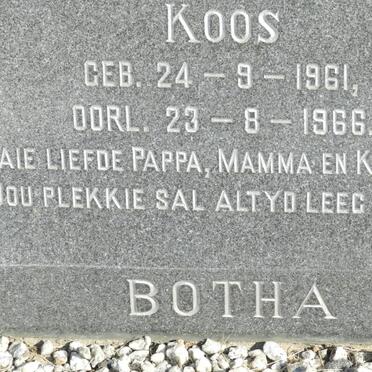 KOOS
GEB. 24 – 9 – 1961,
OORL. 23 – 8 – 1966.
LIEFDE PAPPA, MAMMA EN
PLEKKIE SAL ALTYD
BOTHA